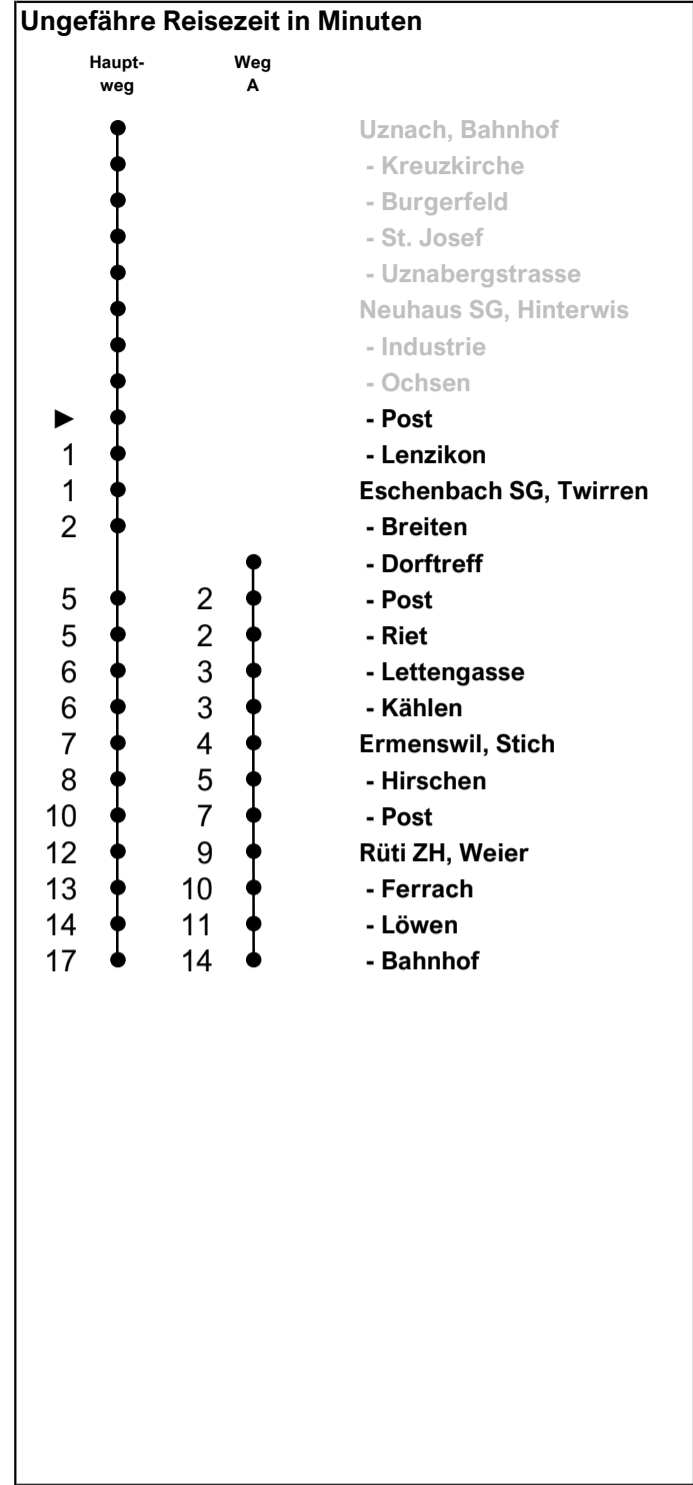 Ungefähre Reisezeit in Minuten
Haupt- Weg
weg A
Uznach, Bahnhof
- Kreuzkirche
- Burgerfeld
- St. Josef
- Uznabergstrasse
Neuhaus SG, Hinterwis
- Industrie
- Ochsen
► - Post
1 - Lenzikon
1 Eschenbach SG, Twirren
2 - Breiten
- Dorftreff
5 2 - Post
5 2 - Riet
6 3 - Lettengasse
6 3 - Kählen
7 4 Ermenswil, Stich
8 5 - Hirschen
10 7 - Post
12 9 Rüti ZH, Weier
13 10 - Ferrach
14 11 - Löwen
17 14 - Bahnhof